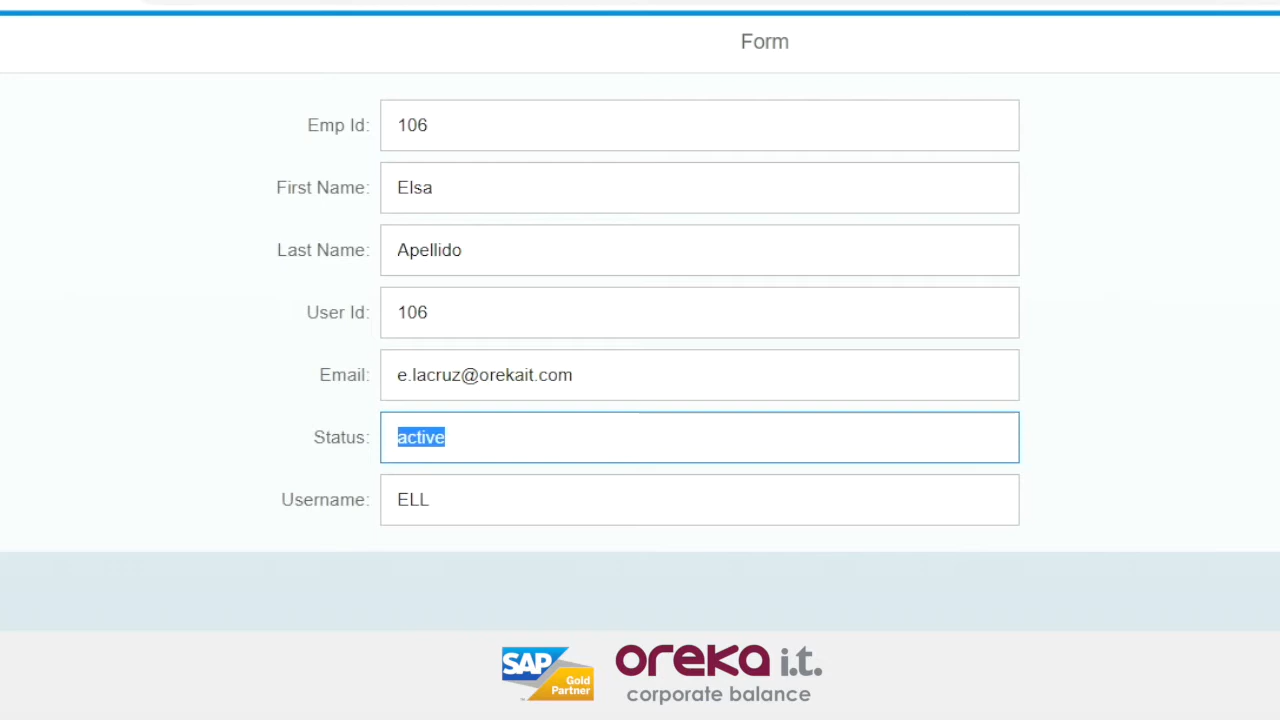 Form
Emp Id: 106
First Name: Elsa
Last Name: Apellido
User Id: 106
Email: e.lacruz@orekait.com
Status: active
Username: ELL
SAP Gold Partner
oreka i.t.
corporate balance